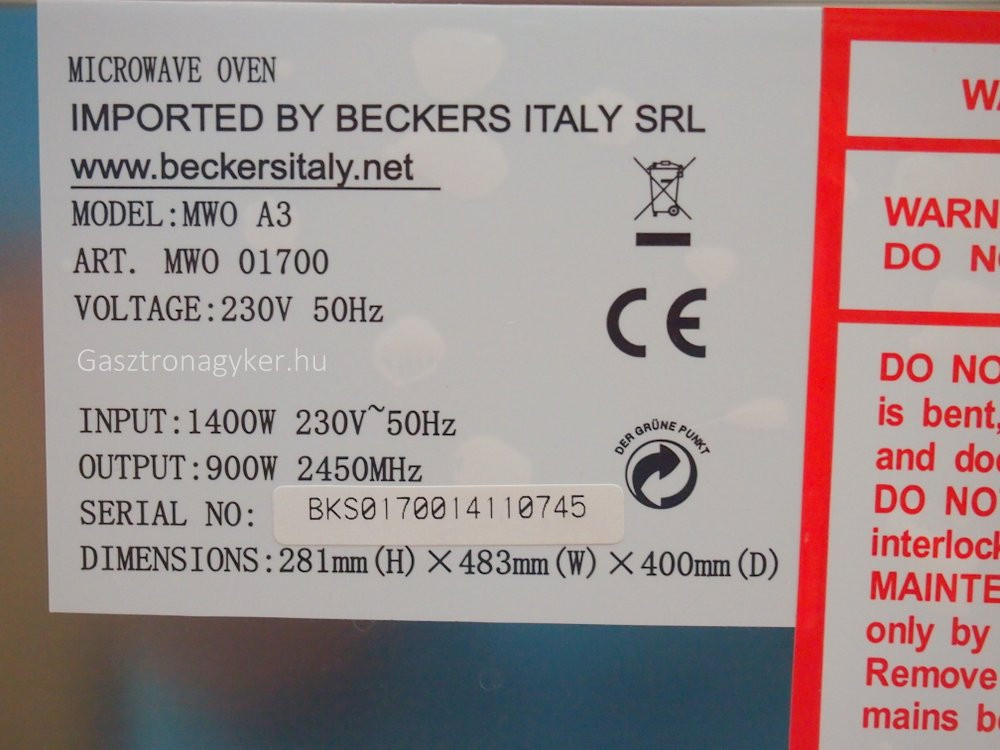 MICROWAVE OVEN
IMPORTED BY BECKERS ITALY SRL
www.beckersitaly.net
MODEL:MWO A3
ART. MWO 01700
VOLTAGE:230V 50Hz
Gasztronagyker.hu
CE
INPUT:1400W 230V~50Hz
OUTPUT:900W 2450MHz
DER GRÜNE PUNKT
SERIAL NO: BKS0170014110745
DIMENSIONS:281mm(H)×483mm(W)×400mm(D)
WARN
DO NO
DO NO
is bent,
and doo
DO NO
interlock
MAINTE
only by
Remove
mains